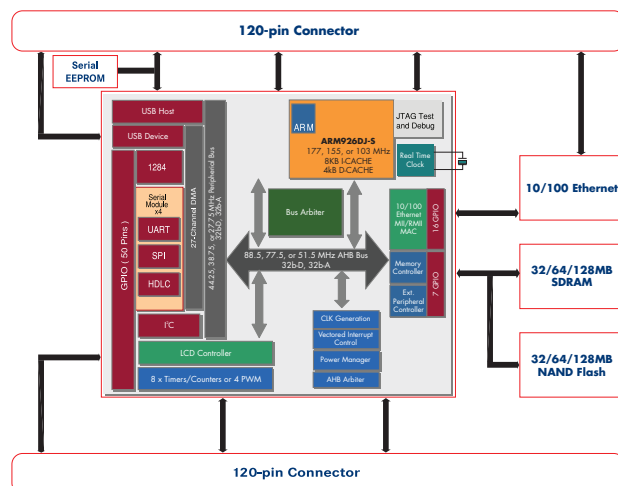 120-pin Connector
Serial
EEPROM
USB Host
USB Device
GPIO ( 50 Pins )
1284
Serial
Module
x4
UART
SPI
HDLC
I²C
27-Channel DMA
44.25, 38.75, or 27.75 MHz Peripheral Bus
32b-D, 32b-A
LCD Controller
8 x Timers/Counters or 4 PWM
ARM
ARM926DJ-S
177, 155, or 103 MHz
8KB I-CACHE
4kB D-CACHE
JTAG Test
and Debug
Real Time
Clock
Bus Arbiter
88.5, 77.5, or 51.5 MHz AHB Bus
32b-D, 32b-A
10/100
Ethernet
MII/RMII
MAC
16 GPIO
Memory
Controller
Ext.
Peripheral
Controller
7 GPIO
CLK Generation
Vectored Interrupt
Control
Power Manager
AHB Arbiter
10/100 Ethernet
32/64/128MB
SDRAM
32/64/128MB
NAND Flash
120-pin Connector